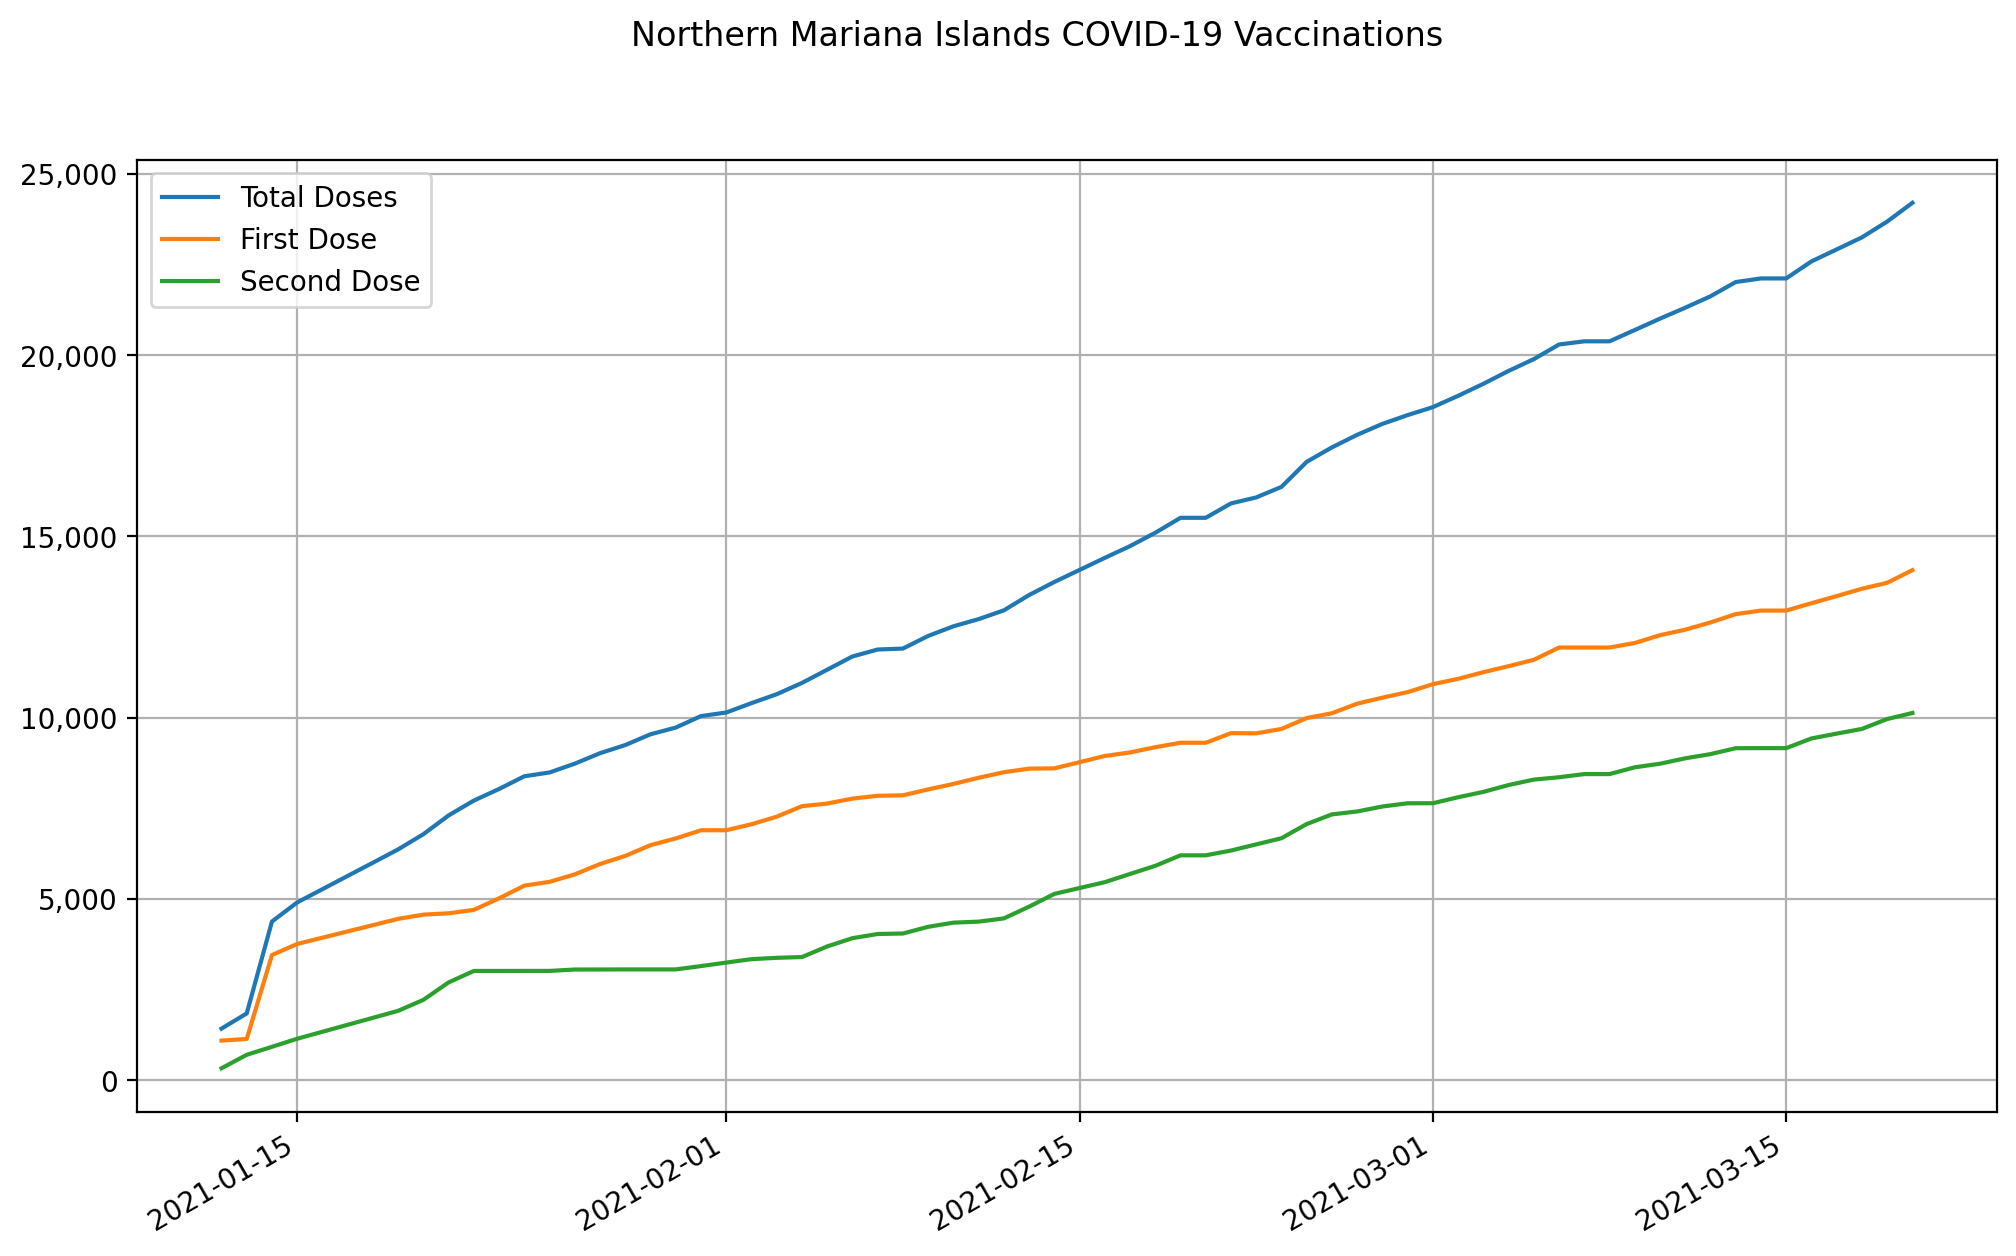 Northern Mariana Islands COVID-19 Vaccinations
25,000
20,000
15,000
10,000
5,000
0
Total Doses
First Dose
Second Dose
2021-01-15
2021-02-01
2021-02-15
2021-03-01
2021-03-15